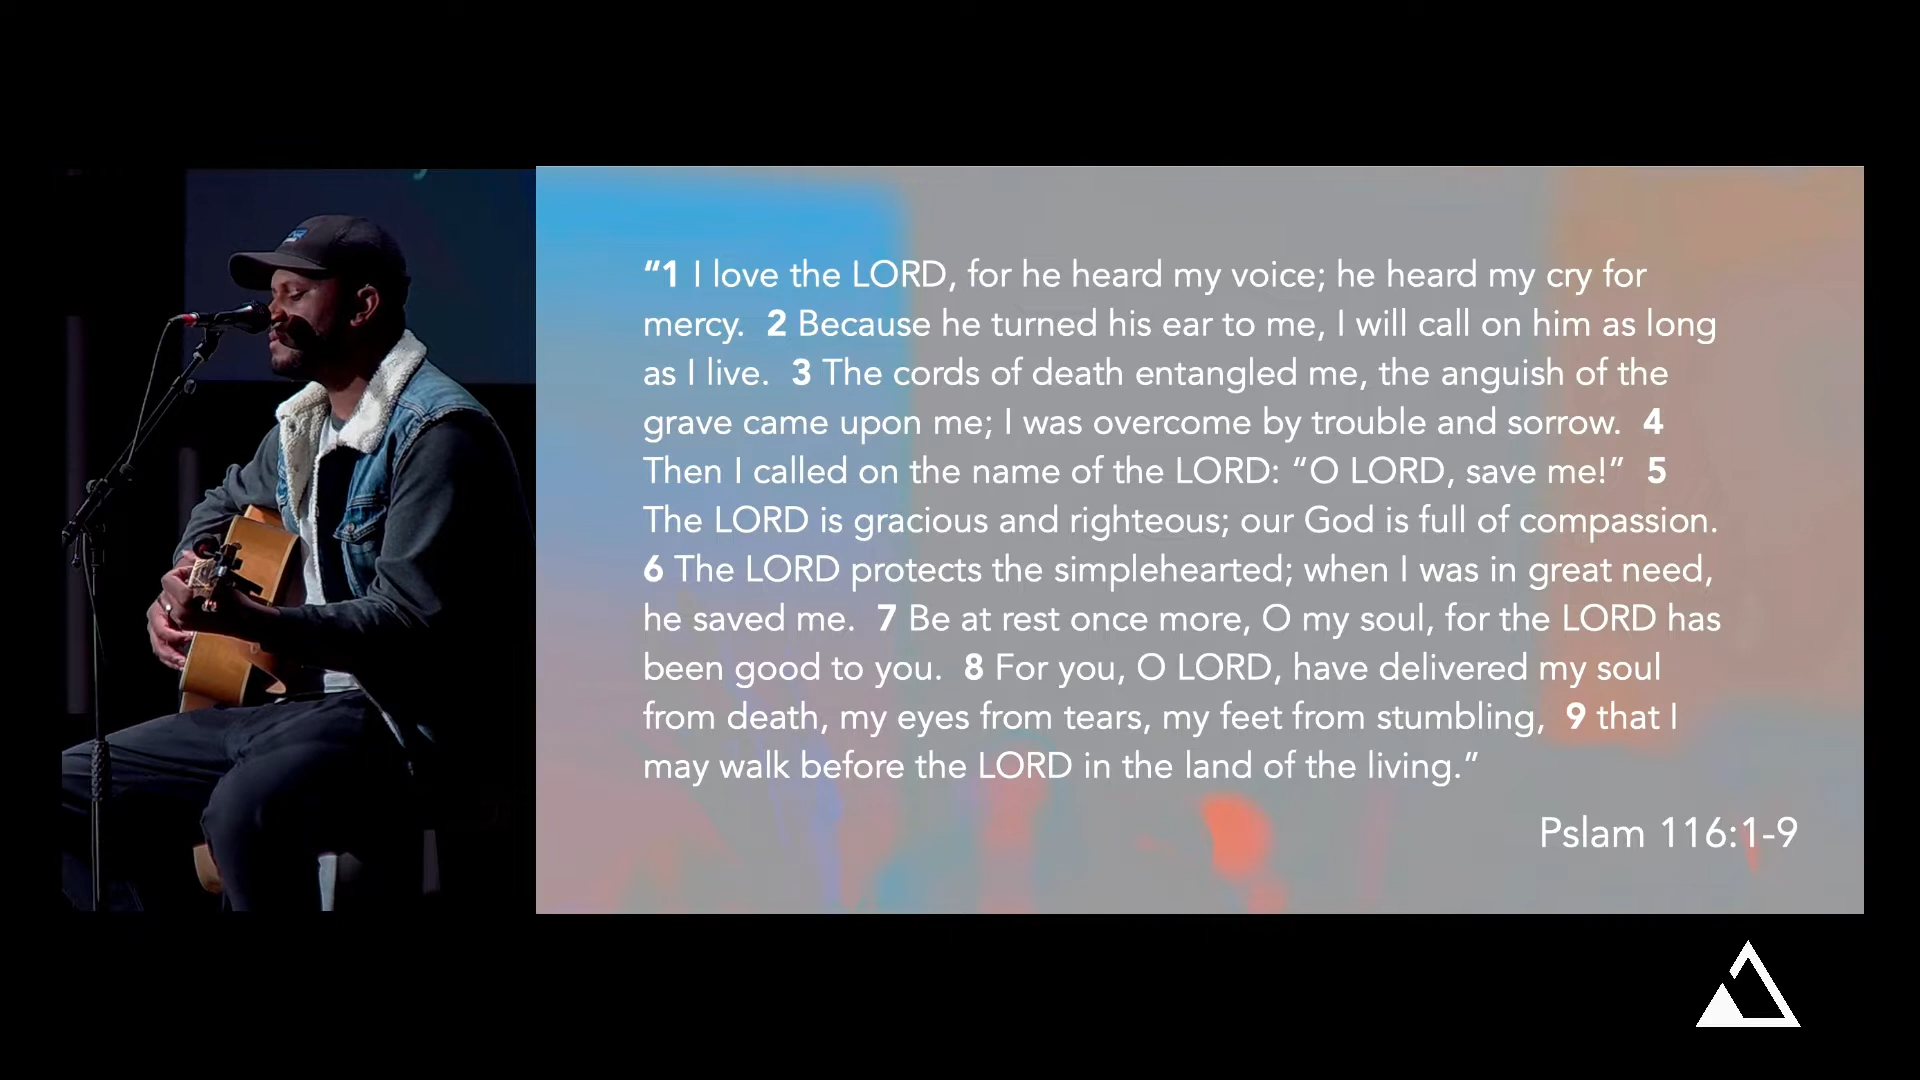 “1 I love the LORD, for he heard my voice; he heard my cry for
mercy. 2 Because he turned his ear to me, I will call on him as long
as I live. 3 The cords of death entangled me, the anguish of the
grave came upon me; I was overcome by trouble and sorrow. 4
Then I called on the name of the LORD: “O LORD, save me!” 5
The LORD is gracious and righteous; our God is full of compassion.
6 The LORD protects the simplehearted; when I was in great need,
he saved me. 7 Be at rest once more, O my soul, for the LORD has
been good to you. 8 For you, O LORD, have delivered my soul
from death, my eyes from tears, my feet from stumbling, 9 that I
may walk before the LORD in the land of the living.”
Pslam 116:1-9